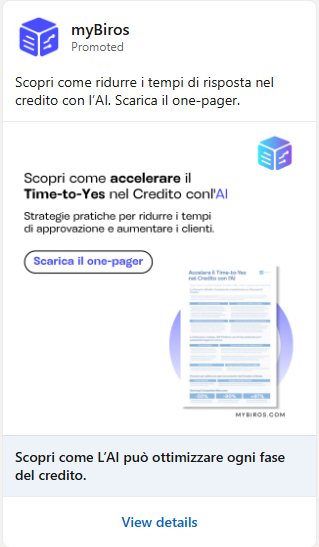 myBiros
Promoted
Scopri come ridurre i tempi di risposta nel
credito con l'AI. Scarica il one-pager.
Scopri come accelerare il
Time-to-Yes nel Credito conl'AI
Strategie pratiche per ridurre i tempi
di approvazione e aumentare i clienti.
Scarica il one-pager
Accelera il Time-to-Yes
nel Credito con l'AI
MYBIROS.COM
Scopri come L'AI può ottimizzare ogni fase
del credito.
View details